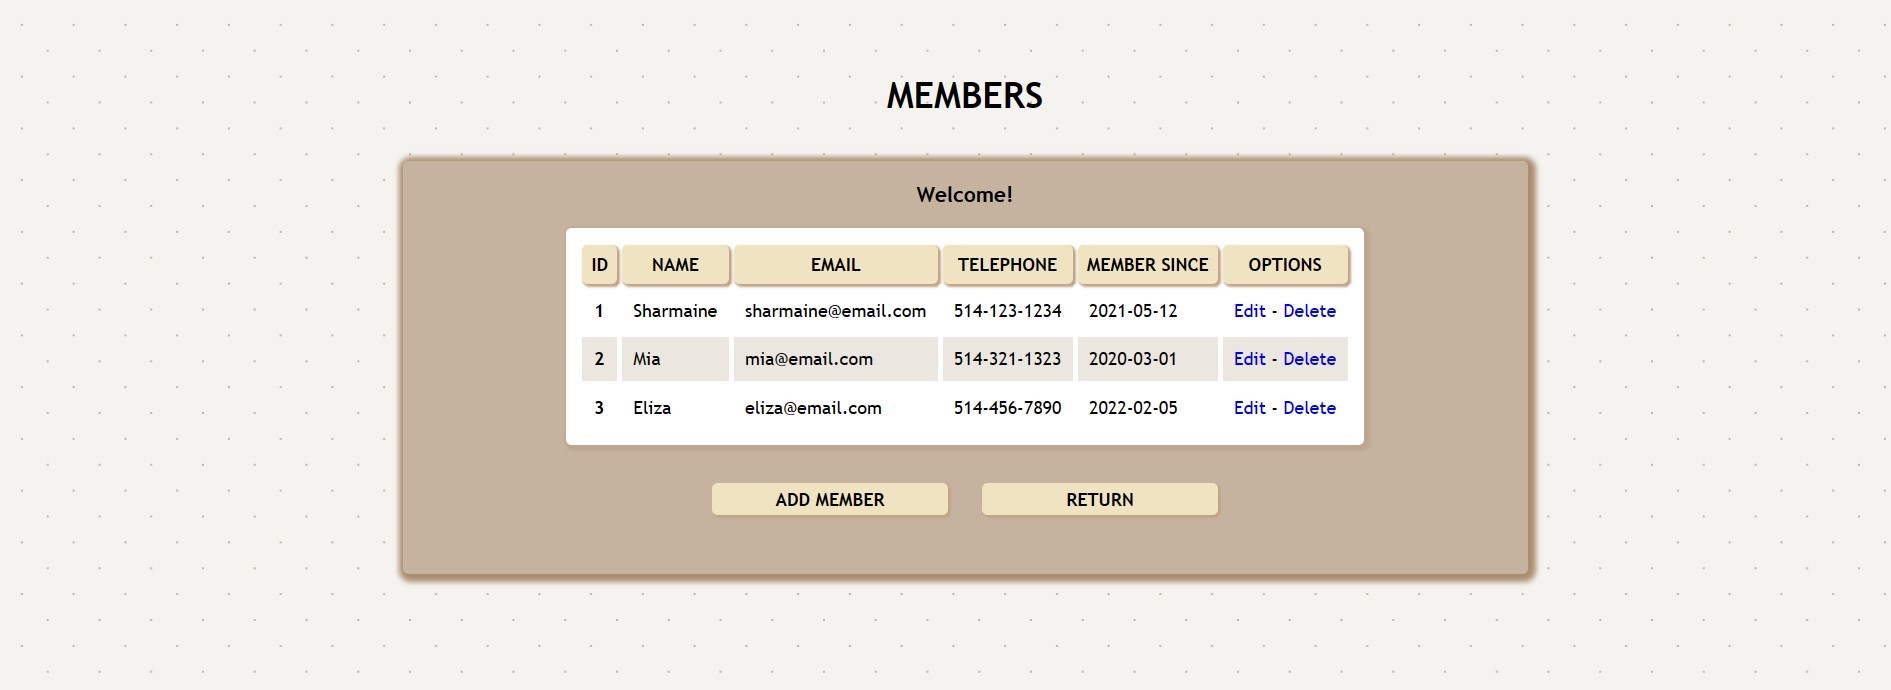 MEMBERS
Welcome!
ID NAME EMAIL TELEPHONE MEMBER SINCE OPTIONS
1 Sharmaine sharmaine@email.com 514-123-1234 2021-05-12 Edit - Delete
2 Mia mia@email.com 514-321-1323 2020-03-01 Edit - Delete
3 Eliza eliza@email.com 514-456-7890 2022-02-05 Edit - Delete
ADD MEMBER RETURN